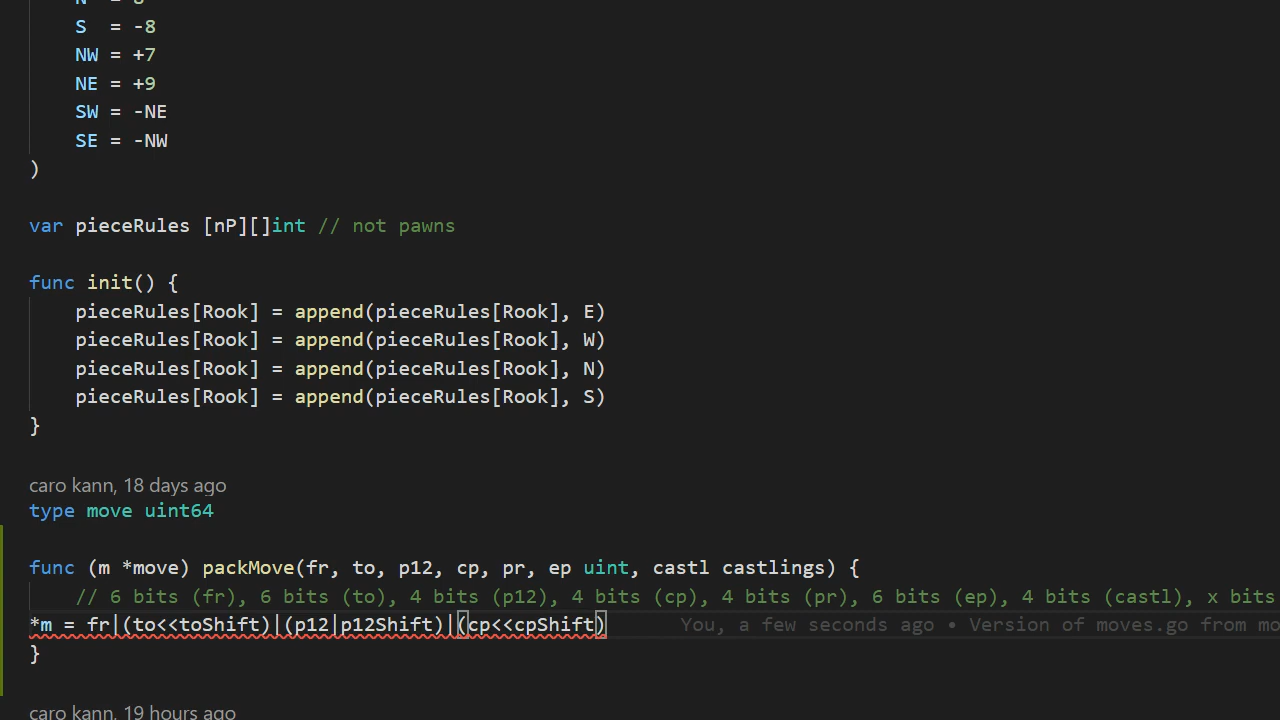 S  = -8
NW = +7
NE = +9
SW = -NE
SE = -NW
)
var pieceRules [nP][]int // not pawns
func init() {
pieceRules[Rook] = append(pieceRules[Rook], E)
pieceRules[Rook] = append(pieceRules[Rook], W)
pieceRules[Rook] = append(pieceRules[Rook], N)
pieceRules[Rook] = append(pieceRules[Rook], S)
}
caro kann, 18 days ago
type move uint64
func (m *move) packMove(fr, to, p12, cp, pr, ep uint, castl castlings) {
// 6 bits (fr), 6 bits (to), 4 bits (p12), 4 bits (cp), 4 bits (pr), 6 bits (ep), 4 bits (castl), x bits
*m = fr|(to<<toShift)|(p12|p12Shift)|(cp<<cpShift) You, a few seconds ago • Version of moves.go from mo
}
caro kann, 19 hours ago